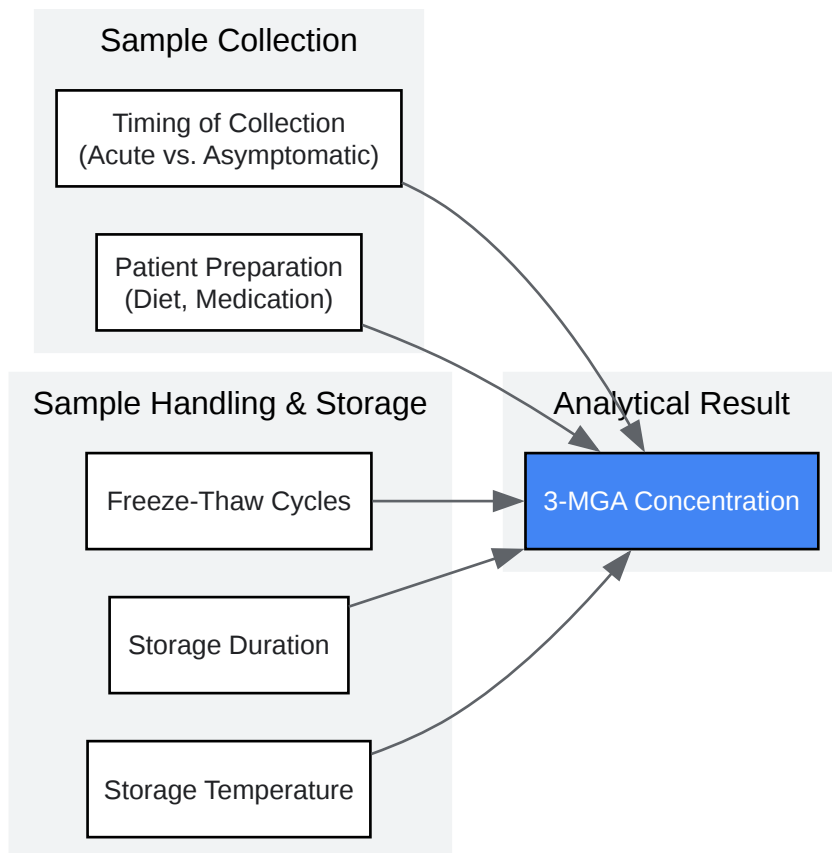 Sample Collection
Timing of Collection
(Acute vs. Asymptomatic)
Patient Preparation
(Diet, Medication)
Sample Handling & Storage
Freeze-Thaw Cycles
Storage Duration
Storage Temperature
Analytical Result
3-MGA Concentration